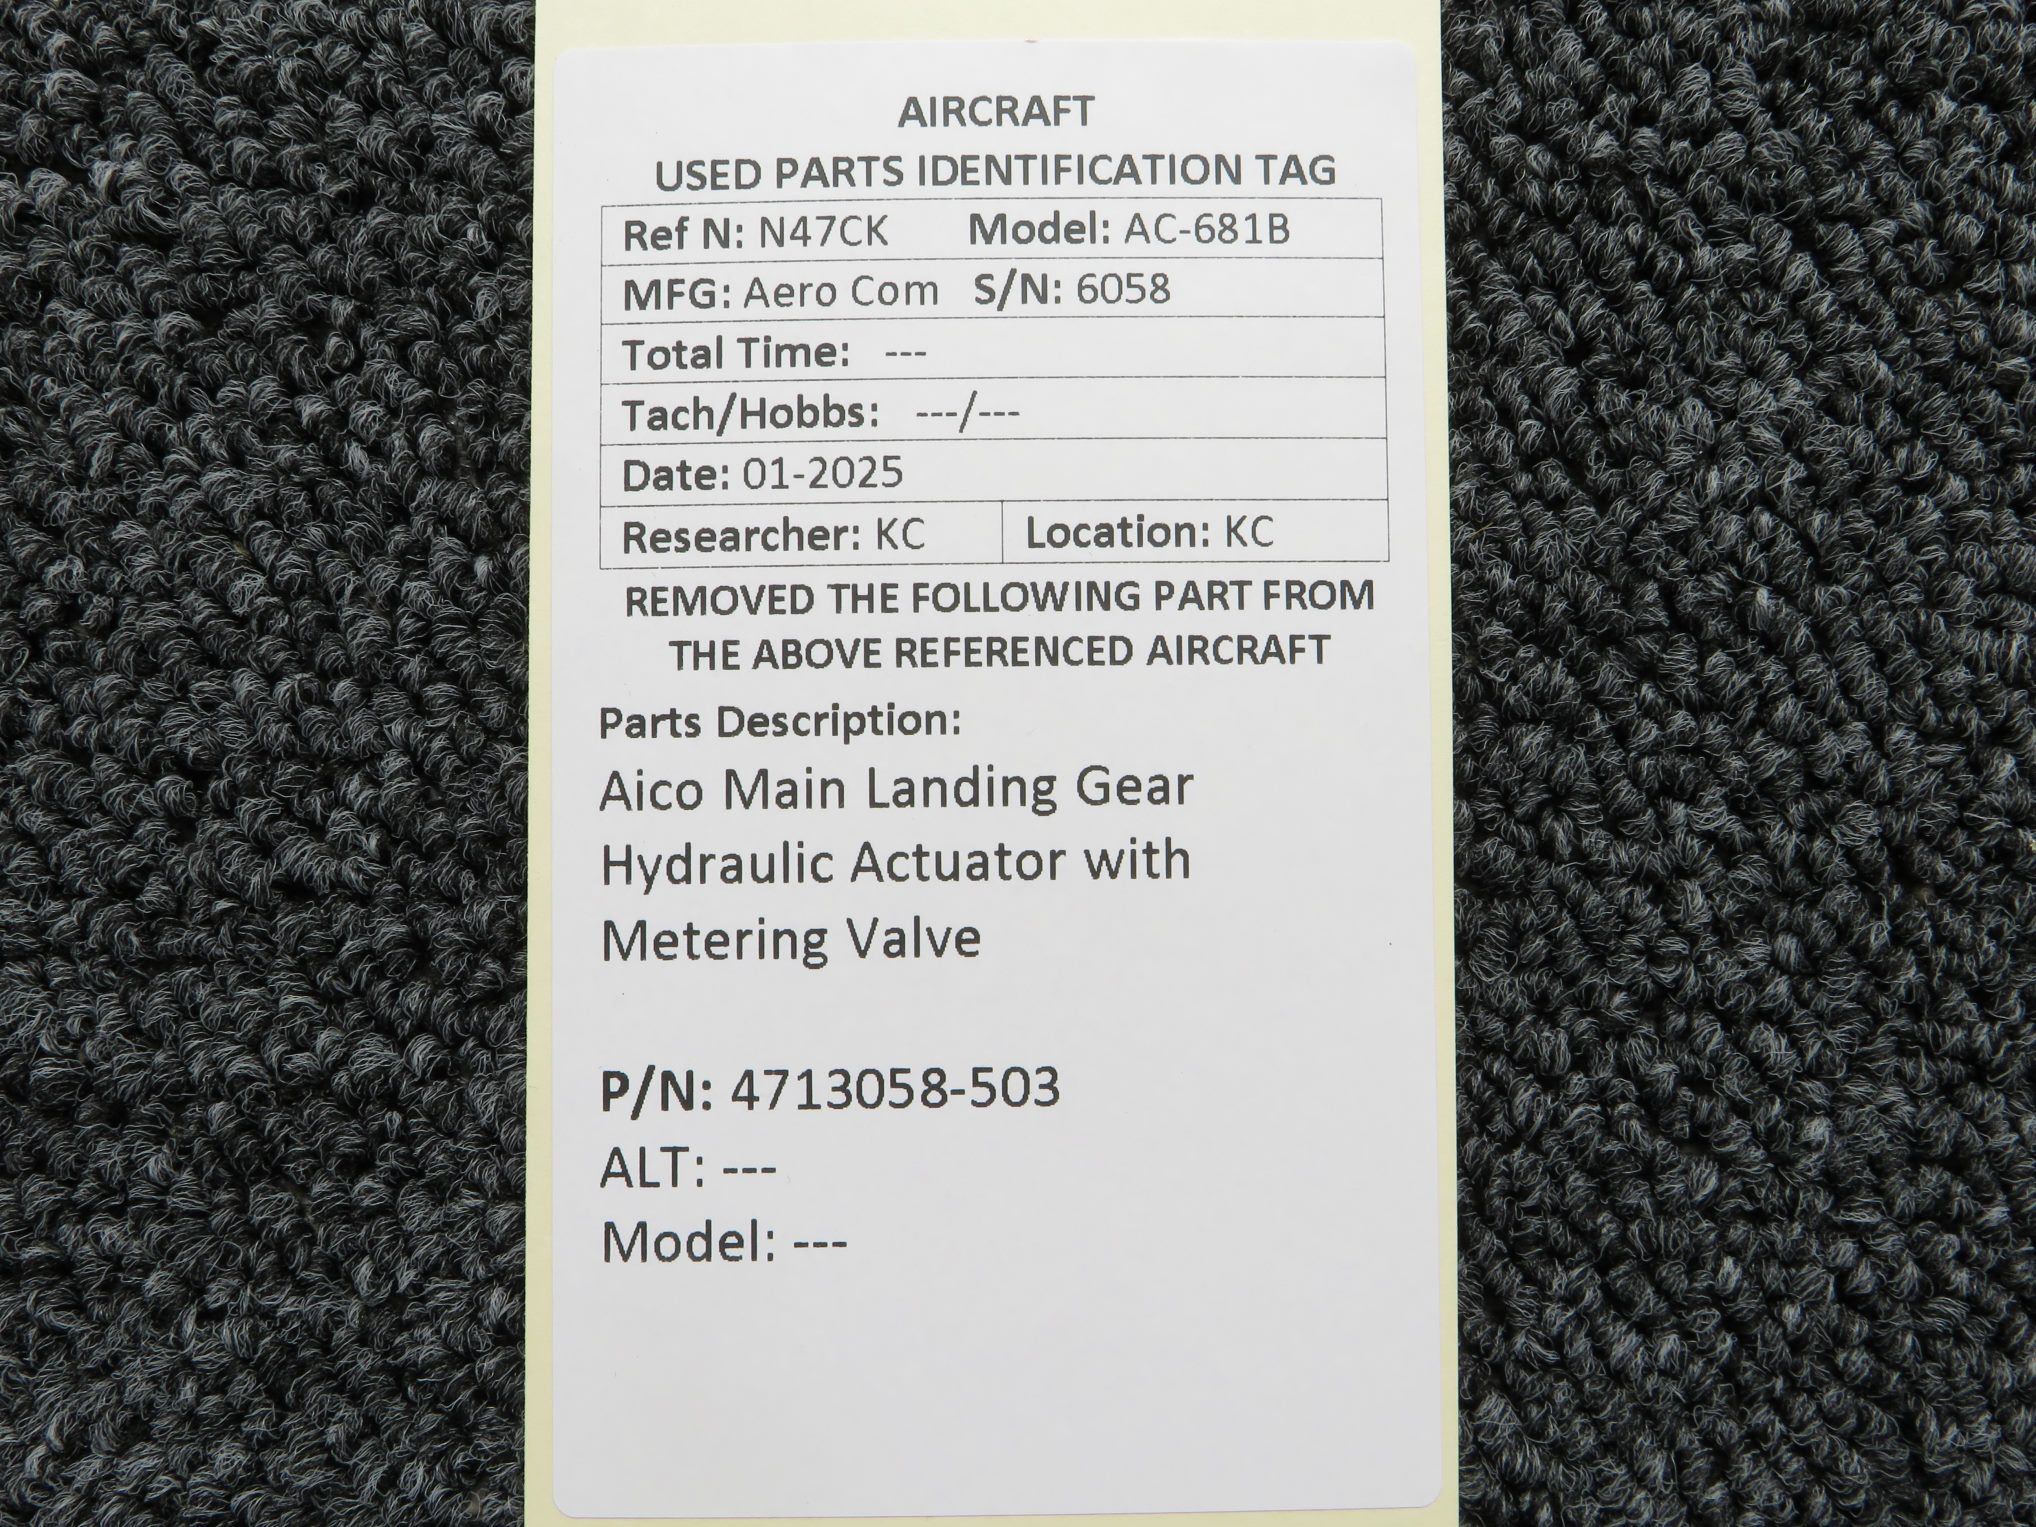 AIRCRAFT
USED PARTS IDENTIFICATION TAG
Ref N: N47CK Model: AC-681B
MFG: Aero Com S/N: 6058
Total Time: ---
Tach/Hobbs: ---/---
Date: 01-2025
Researcher: KC Location: KC
REMOVED THE FOLLOWING PART FROM
THE ABOVE REFERENCED AIRCRAFT
Parts Description:
Aico Main Landing Gear
Hydraulic Actuator with
Metering Valve
P/N: 4713058-503
ALT: ---
Model: ---